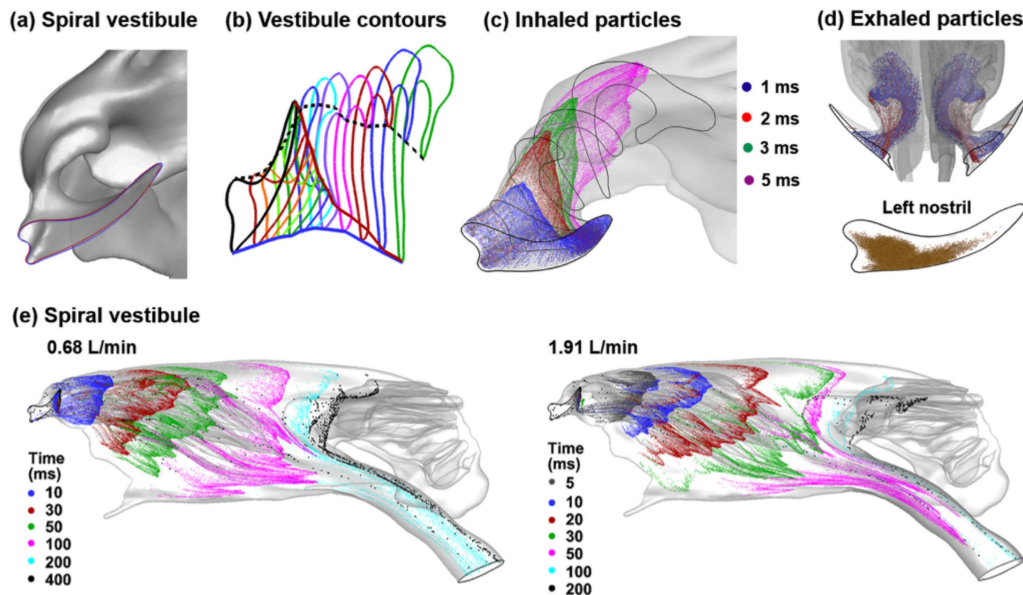 (a) Spiral vestibule
(b) Vestibule contours
(c) Inhaled particles
(d) Exhaled particles
1 ms
2 ms
3 ms
5 ms
Left nostril
(e) Spiral vestibule
0.68 L/min
1.91 L/min
Time
(ms)
10
30
50
100
200
400
Time
(ms)
5
10
20
30
50
100
200